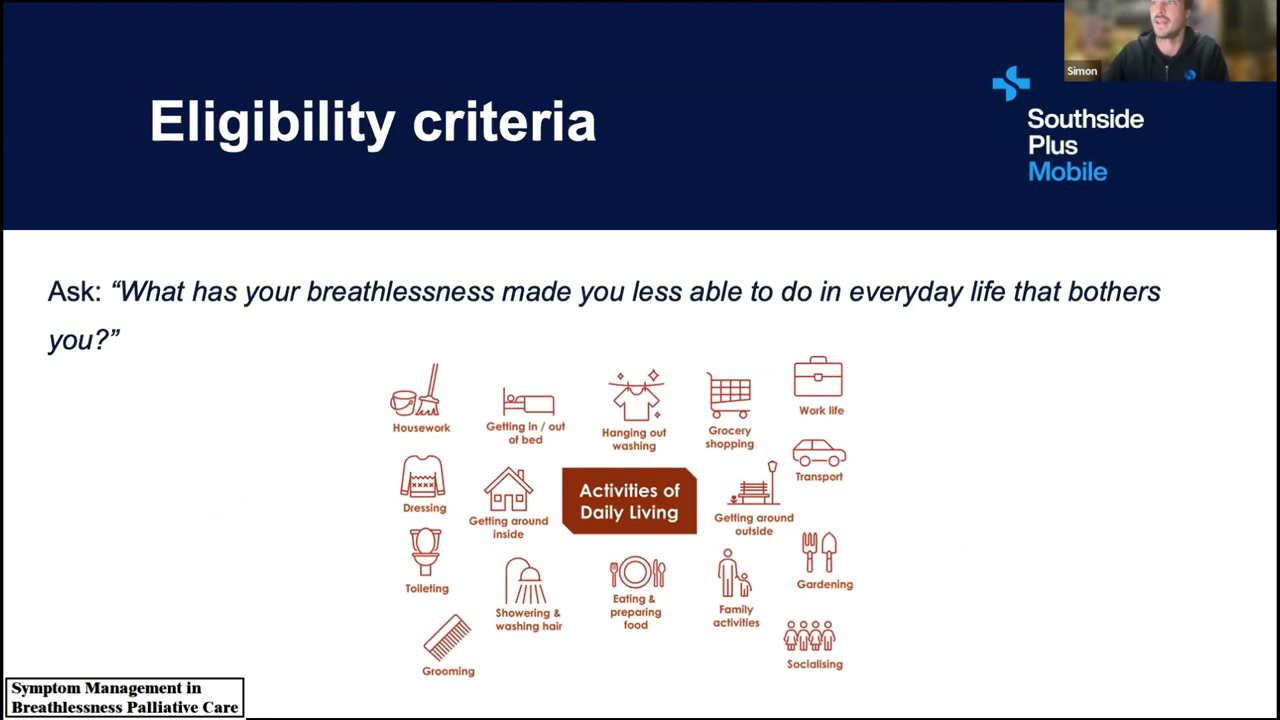 Simon
Eligibility criteria
Southside
Plus
Mobile
Ask: “What has your breathlessness made you less able to do in everyday life that bothers
you?”
Housework
Getting in / out
of bed
Hanging out
washing
Grocery
shopping
Work life
Transport
Dressing
Getting around
inside
Activities of
Daily Living
Getting around
outside
Toileting
Showering &
washing hair
Eating &
preparing
food
Family
activities
Gardening
Grooming
Socialising
Symptom Management in
Breathlessness Palliative Care